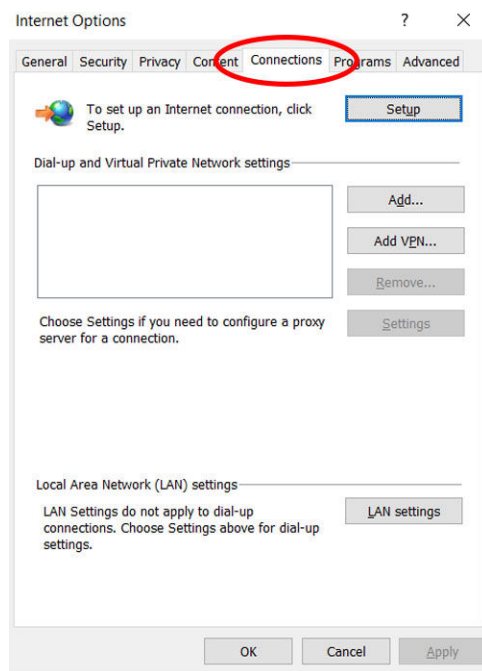 Internet Options ? X
General Security Privacy Content Connections Programs Advanced
To set up an Internet connection, click
Setup.
Setup
Dial-up and Virtual Private Network settings
Add...
Add VPN...
Remove...
Choose Settings if you need to configure a proxy
server for a connection.
Settings
Local Area Network (LAN) settings
LAN Settings do not apply to dial-up
connections. Choose Settings above for dial-up
settings.
LAN settings
OK Cancel Apply